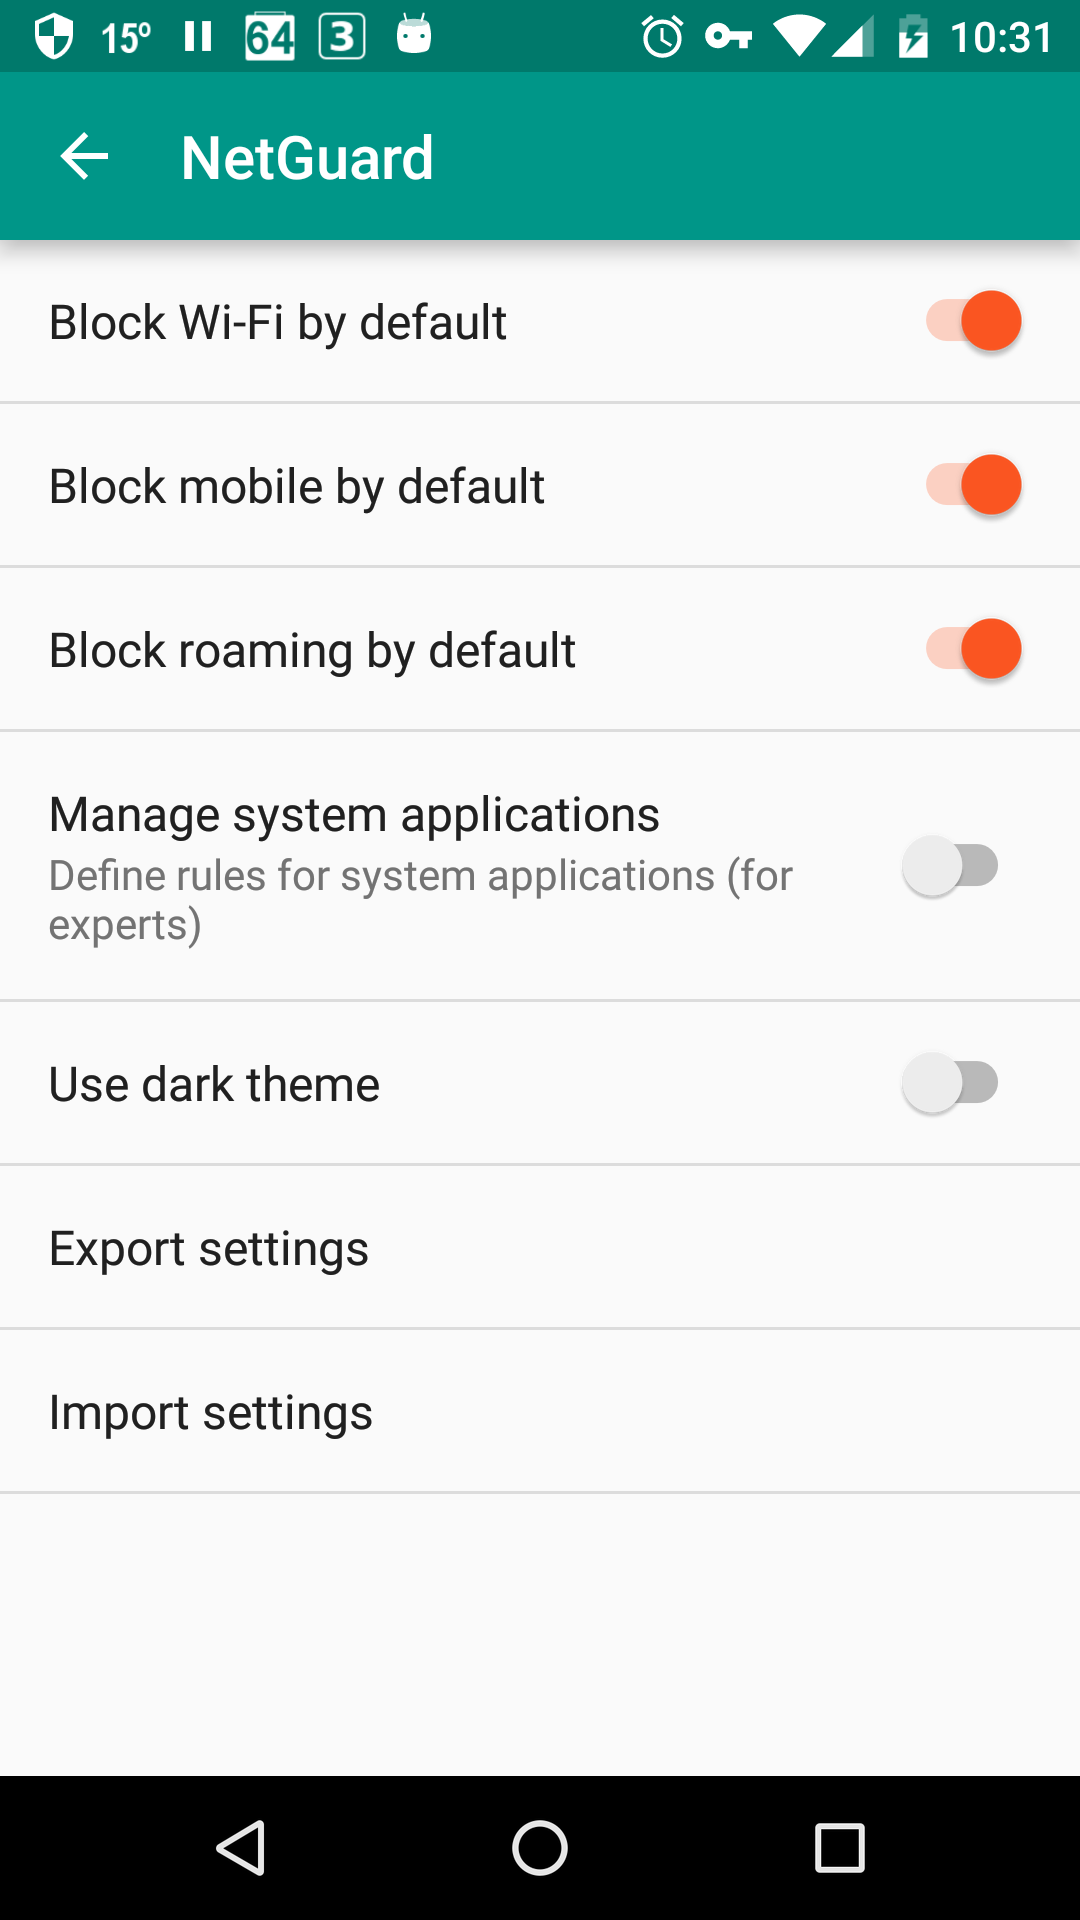 15º 64 3 10:31
NetGuard
Block Wi-Fi by default
Block mobile by default
Block roaming by default
Manage system applications
Define rules for system applications (for
experts)
Use dark theme
Export settings
Import settings